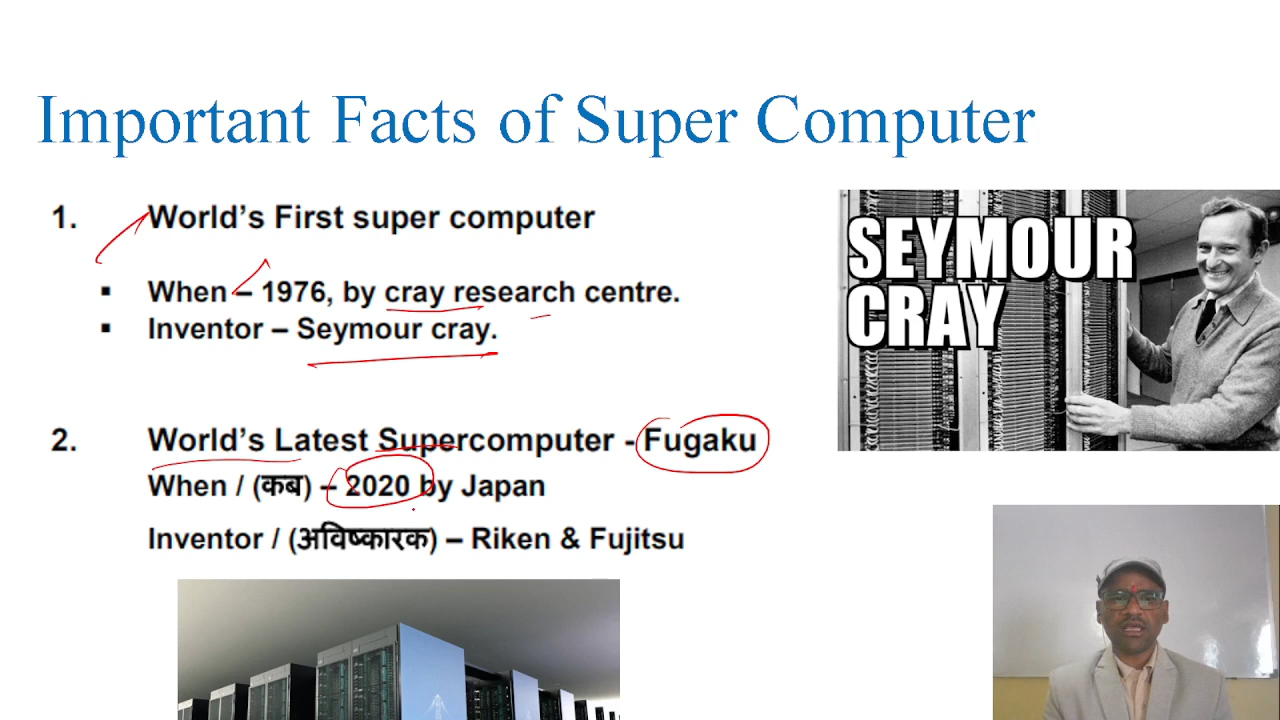 Important Facts of Super Computer
1. World's First super computer
▪ When – 1976, by cray research centre.
▪ Inventor – Seymour cray.
SEYMOUR
CRAY
2. World's Latest Supercomputer - Fugaku
When / (कब) – 2020 by Japan
Inventor / (अविष्कारक) – Riken & Fujitsu